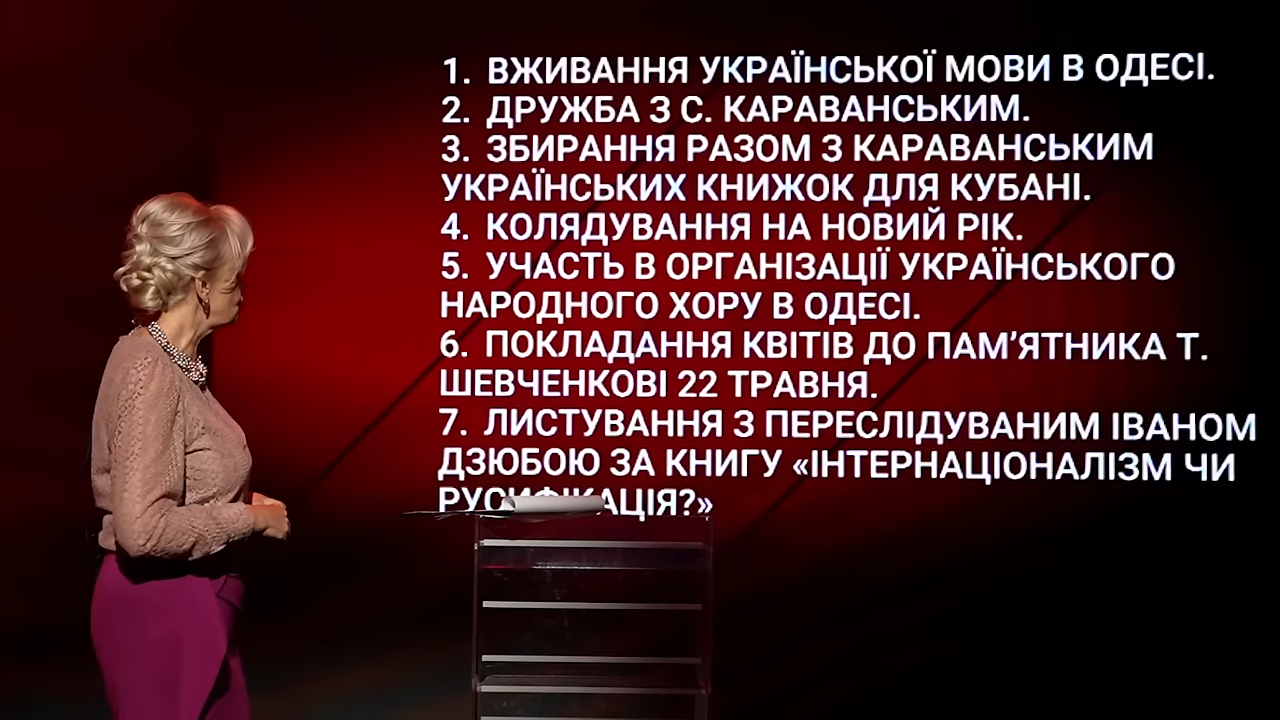 1. ВЖИВАННЯ УКРАЇНСЬКОЇ МОВИ В ОДЕСІ.
2. ДРУЖБА З С. КАРАВАНСЬКИМ.
3. ЗБИРАННЯ РАЗОМ З КАРАВАНСЬКИМ
УКРАЇНСЬКИХ КНИЖОК ДЛЯ КУБАНІ.
4. КОЛЯДУВАННЯ НА НОВИЙ РІК.
5. УЧАСТЬ В ОРГАНІЗАЦІЇ УКРАЇНСЬКОГО
НАРОДНОГО ХОРУ В ОДЕСІ.
6. ПОКЛАДАННЯ КВІТІВ ДО ПАМ’ЯТНИКА Т.
ШЕВЧЕНКОВІ 22 ТРАВНЯ.
7. ЛИСТУВАННЯ З ПЕРЕСЛІДУВАНИМ ІВАНОМ
ДЗЮБОЮ ЗА КНИГУ «ІНТЕРНАЦІОНАЛІЗМ ЧИ
РУСИФІКАЦІЯ?»